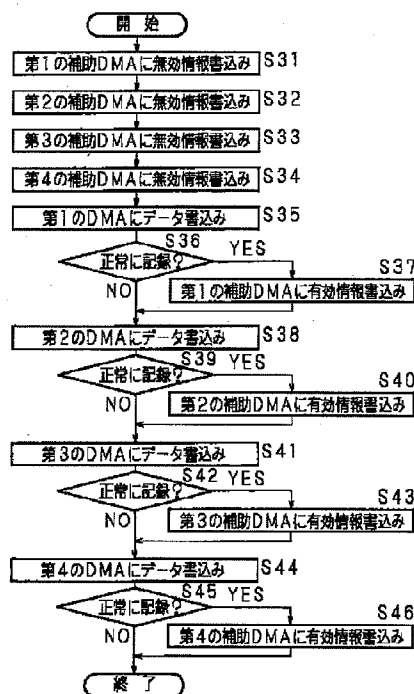 開始
第1の補助DMAに無効情報書込み S31
第2の補助DMAに無効情報書込み S32
第3の補助DMAに無効情報書込み S33
第4の補助DMAに無効情報書込み S34
第1のDMAにデータ書込み S35
S36
正常に記録? YES
NO
S37
第1の補助DMAに有効情報書込み
第2のDMAにデータ書込み S38
S39
正常に記録? YES
NO
S40
第2の補助DMAに有効情報書込み
第3のDMAにデータ書込み S41
S42
正常に記録? YES
NO
S43
第3の補助DMAに有効情報書込み
第4のDMAにデータ書込み S44
S45
正常に記録? YES
NO
S46
第4の補助DMAに有効情報書込み
終了